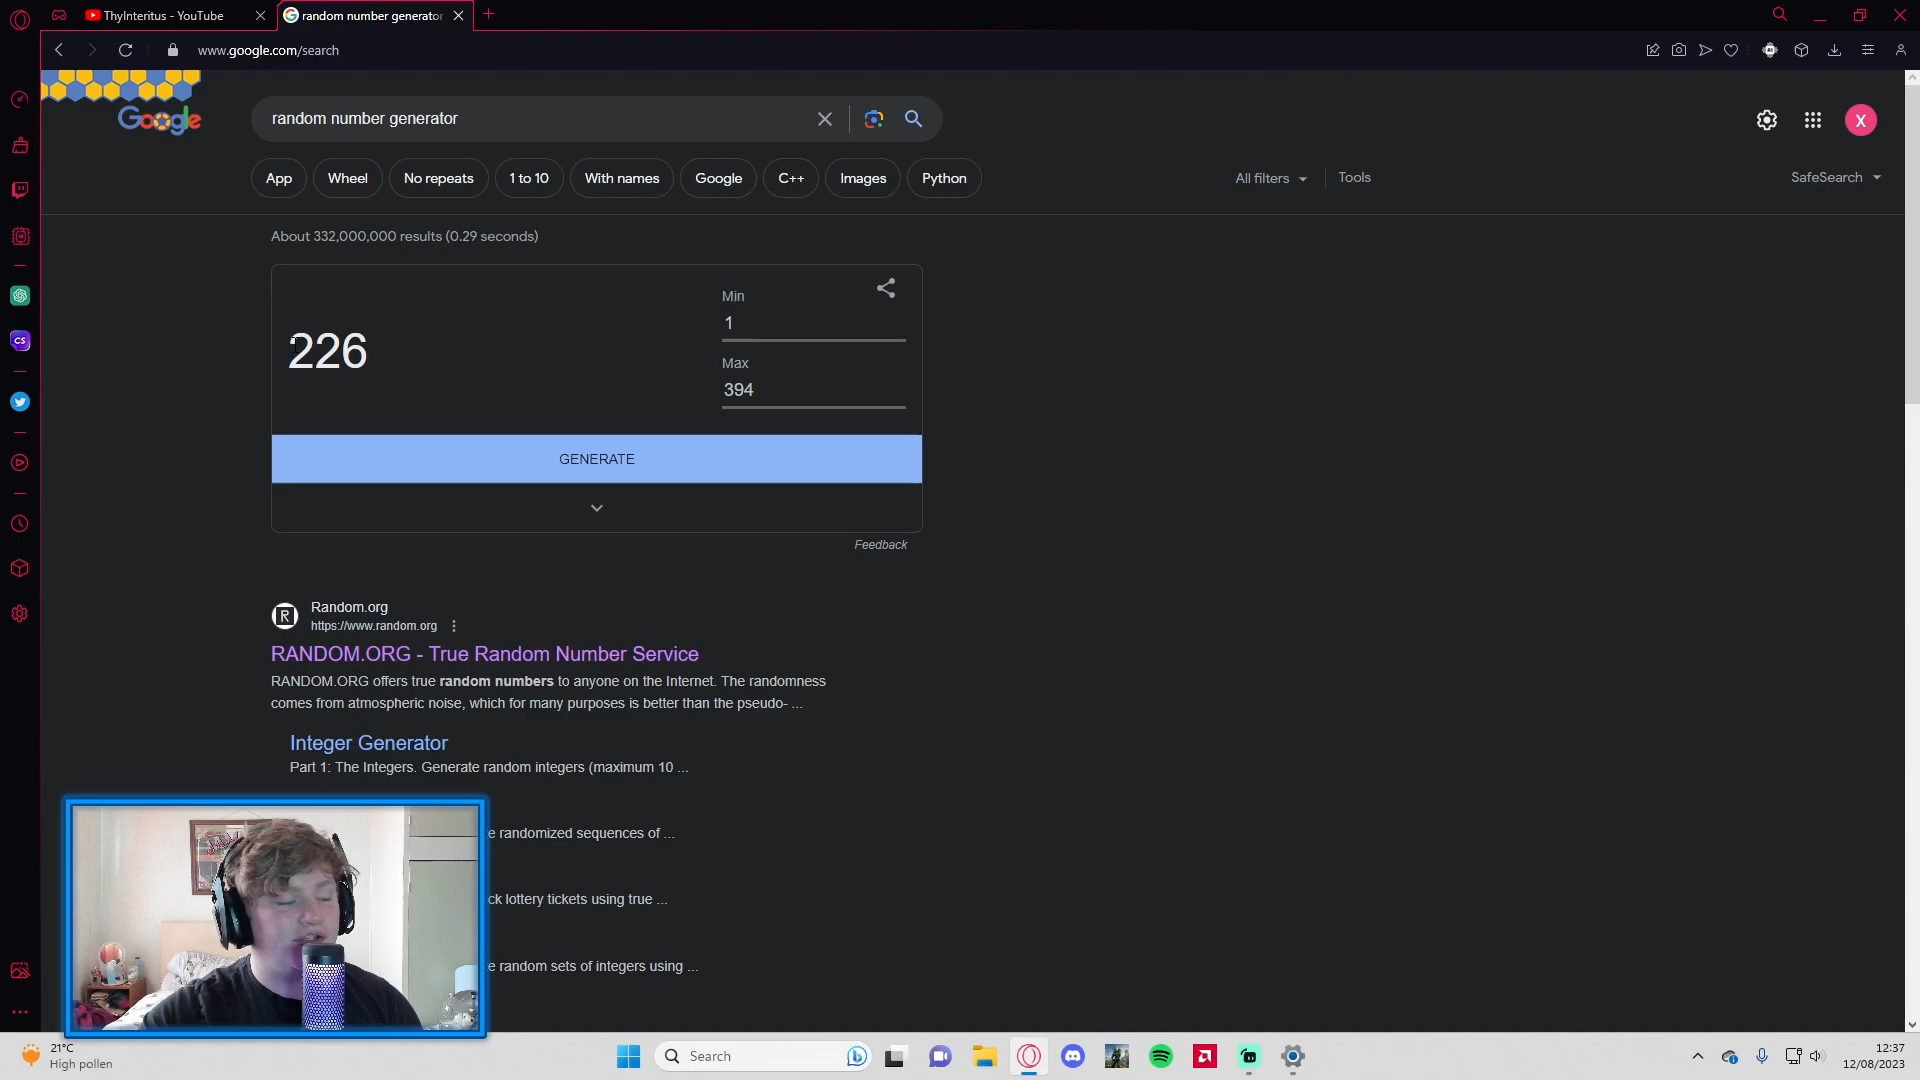 ThyInteritus - YouTube
random number generator
www.google.com/search
Google
random number generator
X
App
Wheel
No repeats
1 to 10
With names
Google
C++
Images
Python
All filters
Tools
SafeSearch
About 332,000,000 results (0.29 seconds)
226
Min
1
Max
394
GENERATE
Feedback
R
Random.org
https://www.random.org
RANDOM.ORG - True Random Number Service
RANDOM.ORG offers true random numbers to anyone on the Internet. The randomness
comes from atmospheric noise, which for many purposes is better than the pseudo- ...
Integer Generator
Part 1: The Integers. Generate random integers (maximum 10 ...
e randomized sequences of ...
ck lottery tickets using true ...
e random sets of integers using ...
CS
21°C
High pollen
Search
12:37
12/08/2023